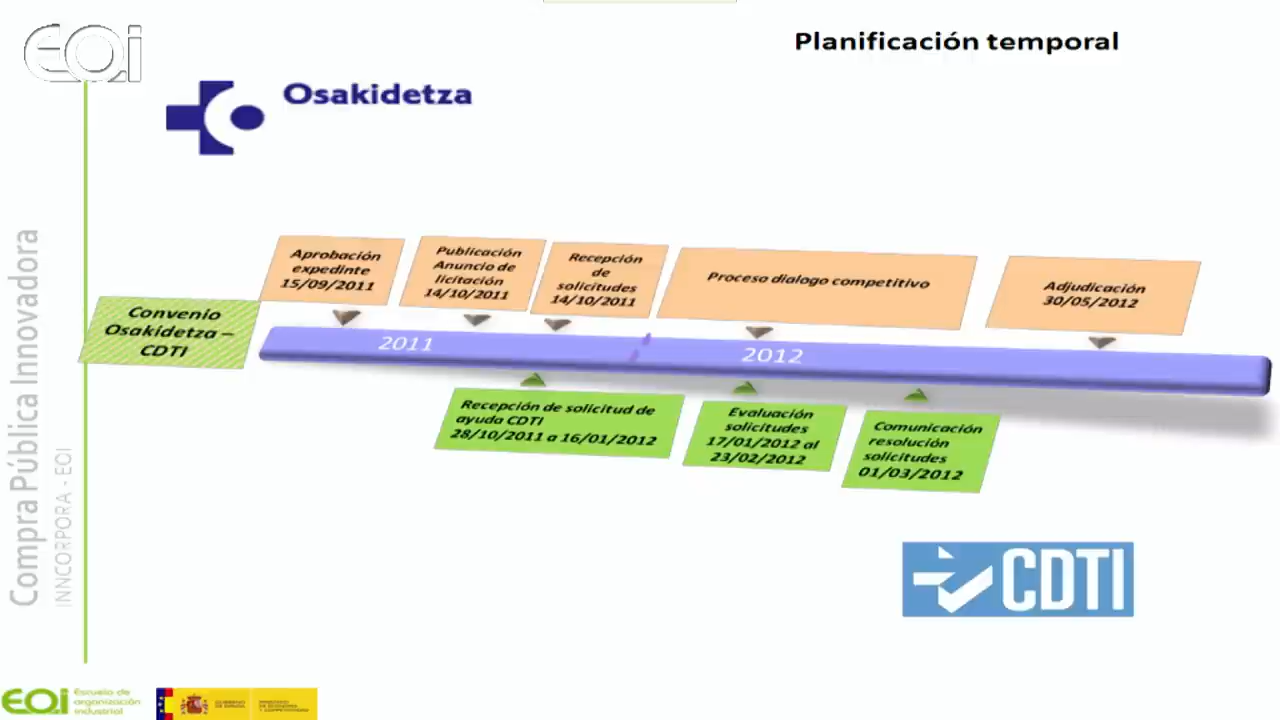 EOi
Planificación temporal
Osakidetza
Compra Pública Innovadora
INNCORPORA - EOI
Convenio
Osakidetza –
CDTI
Aprobación
expedinte
15/09/2011
Publicación
Anuncio de
licitación
14/10/2011
Recepción
de
solicitudes
14/10/2011
Proceso dialogo competitivo
Adjudicación
30/05/2012
2011
2012
Recepción de solicitud de
ayuda CDTI
28/10/2011 a 16/01/2012
Evaluación
solicitudes
17/01/2012 al
23/02/2012
Comunicación
resolución
solicitudes
01/03/2012
CDTI
EOi
Escuela de
organización
industrial
GOBIERNO
DE ESPAÑA
MINISTERIO
DE ECONOMÍA
Y COMPETITIVIDAD